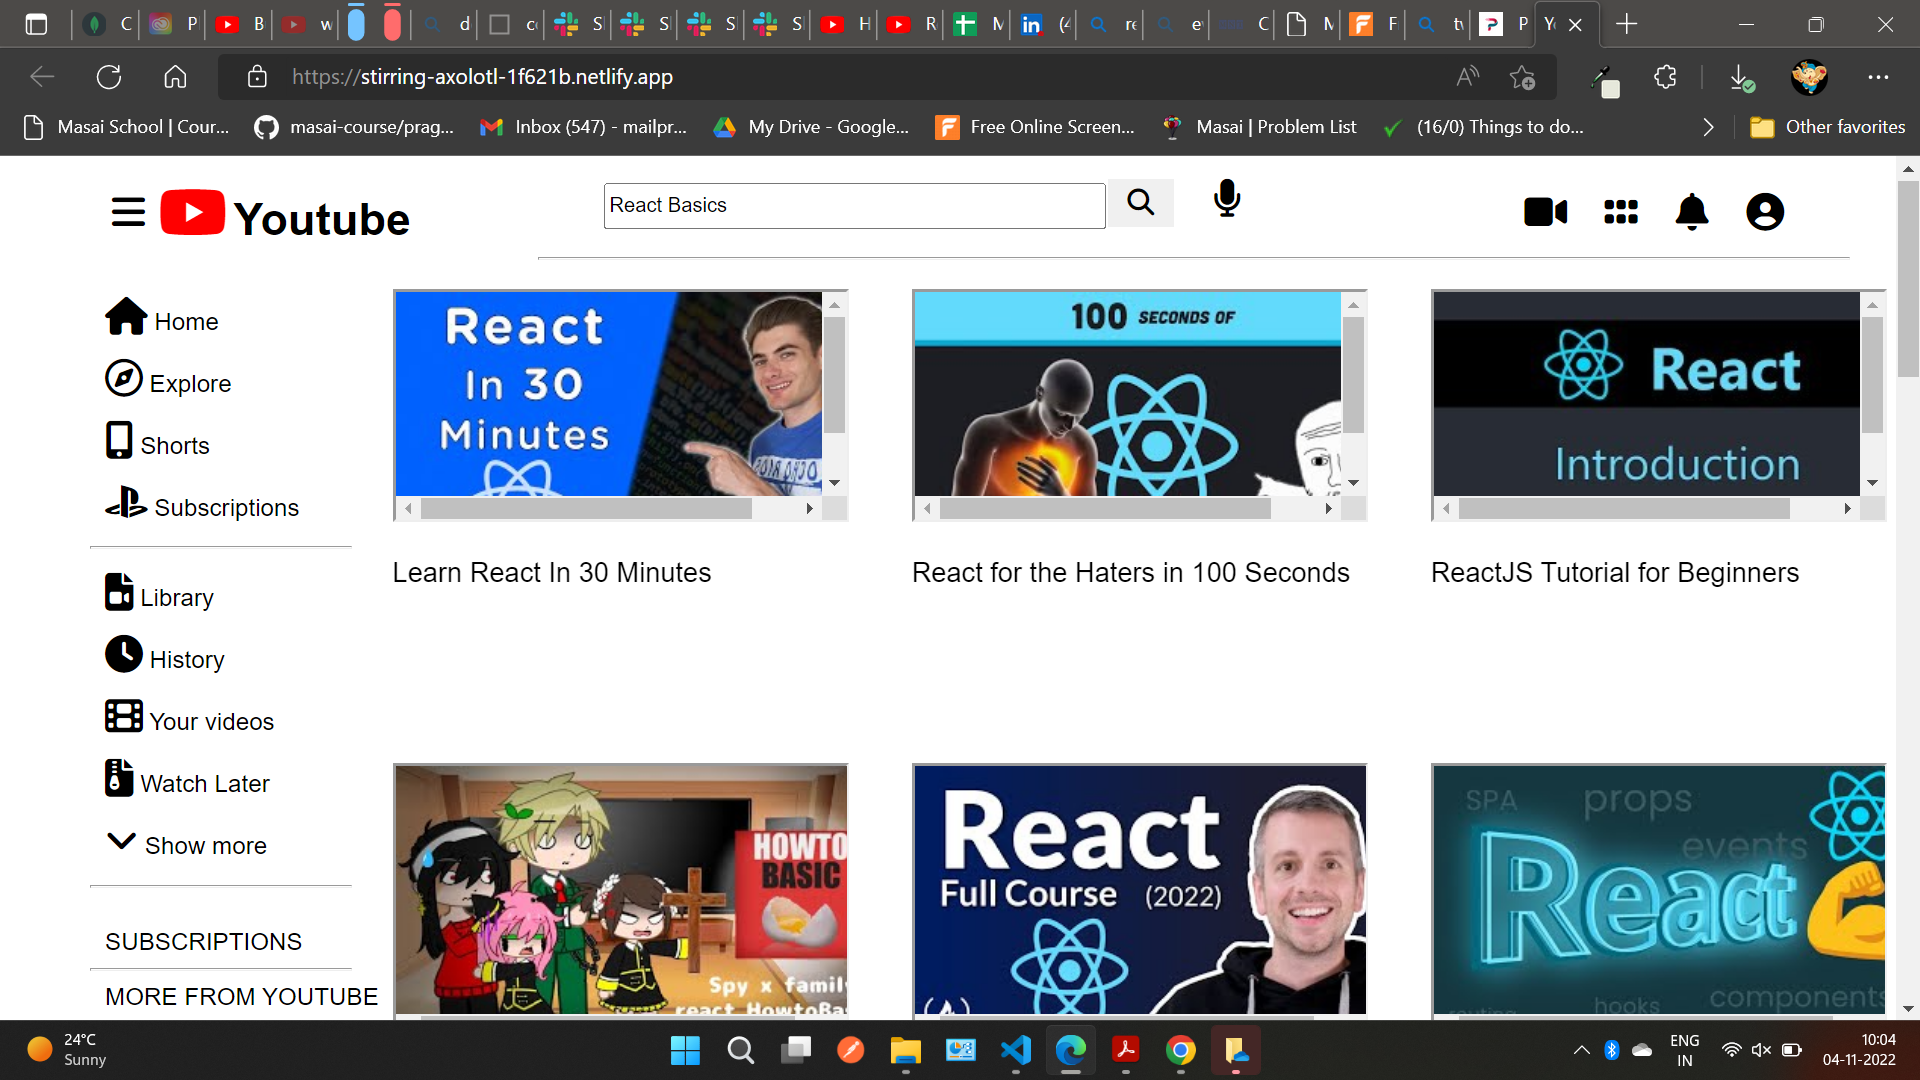 https://stirring-axolotl-1f621b.netlify.app
Masai School | Cour...
masai-course/prag...
Inbox (547) - mailpr...
My Drive - Google...
Free Online Screen...
Masai | Problem List
(16/0) Things to do...
Other favorites
Youtube
React Basics
Home
Explore
Shorts
Subscriptions
Library
History
Your videos
Watch Later
Show more
SUBSCRIPTIONS
MORE FROM YOUTUBE
React
In 30
Minutes
Learn React In 30 Minutes
100 SECONDS OF
React for the Haters in 100 Seconds
React
Introduction
ReactJS Tutorial for Beginners
HOWTO
BASIC
Spy x family
react HowtoBa
React
Full Course (2022)
SPA
props
events
React
hooks
components
24°C
Sunny
ENG
IN
10:04
04-11-2022